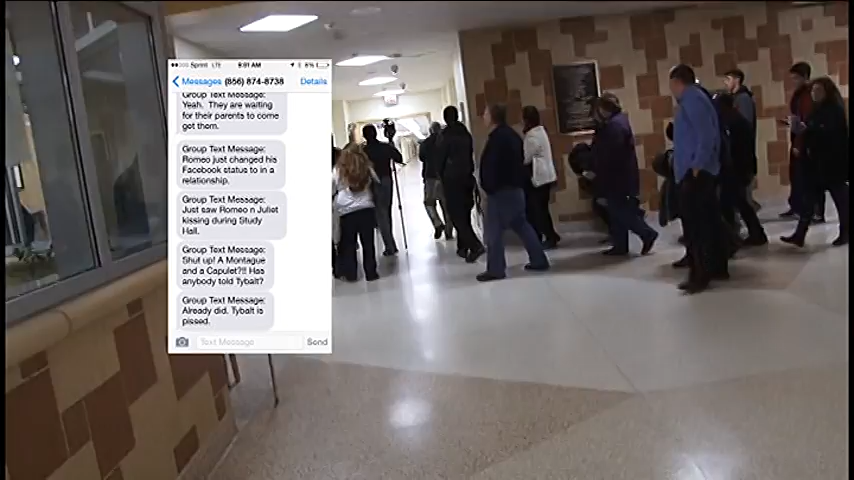 Sprint LTE 9:01 AM 8%
Messages (856) 874-8738 Details
Group Text Message:
Yeah. They are waiting
for their parents to come
get them.
Group Text Message:
Romeo just changed his
Facebook status to in a
relationship.
Group Text Message:
Just saw Romeo n Juliet
kissing during Study
Hall.
Group Text Message:
Shut up! A Montague
and a Capulet?!! Has
anybody told Tybalt?
Group Text Message:
Already did. Tybalt is
pissed.
Text Message Send